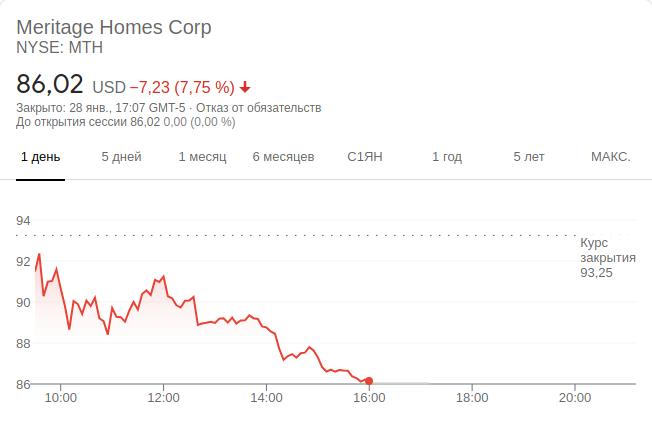 Meritage Homes Corp
NYSE: MTH
86,02 USD −7,23 (7,75 %)
Закрыто: 28 янв., 17:07 GMT-5 · Отказ от обязательств
До открытия сессии 86,02 0,00 (0,00 %)
1 день 5 дней 1 месяц 6 месяцев С1ЯН 1 год 5 лет МАКС.
94
Курс
закрытия
93,25
92
90
88
86
10:00 12:00 14:00 16:00 18:00 20:00